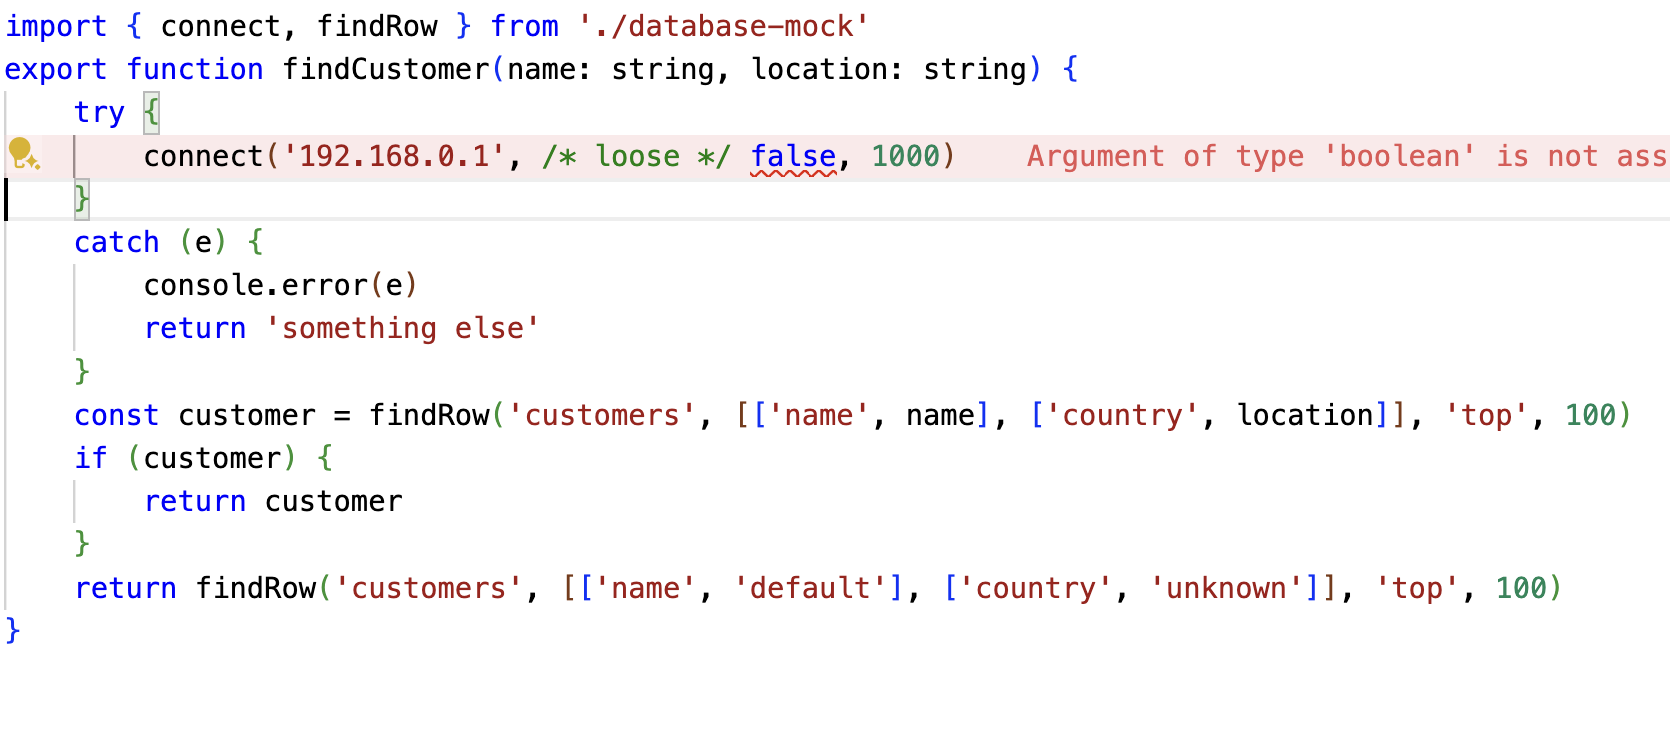 import { connect, findRow } from './database-mock'
export function findCustomer(name: string, location: string) {
    try {
        connect('192.168.0.1', /* loose */ false, 1000)    Argument of type 'boolean' is not ass
    }
    catch (e) {
        console.error(e)
        return 'something else'
    }
    const customer = findRow('customers', [['name', name], ['country', location]], 'top', 100)
    if (customer) {
        return customer
    }
    return findRow('customers', [['name', 'default'], ['country', 'unknown']], 'top', 100)
}